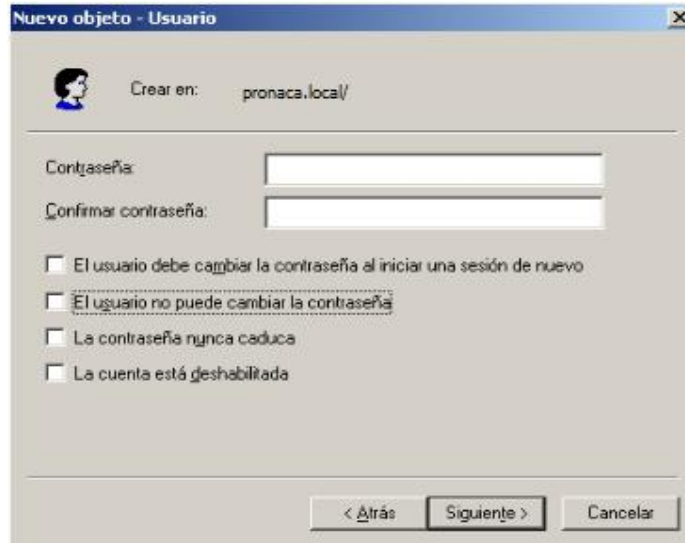 Nuevo objeto - Usuario
Crear en: pronaca.local/
Contraseña:
Confirmar contraseña:
El usuario debe cambiar la contraseña al iniciar una sesión de nuevo
El usuario no puede cambiar la contraseña
La contraseña nunca caduca
La cuenta está deshabilitada
< Atrás Siguiente > Cancelar